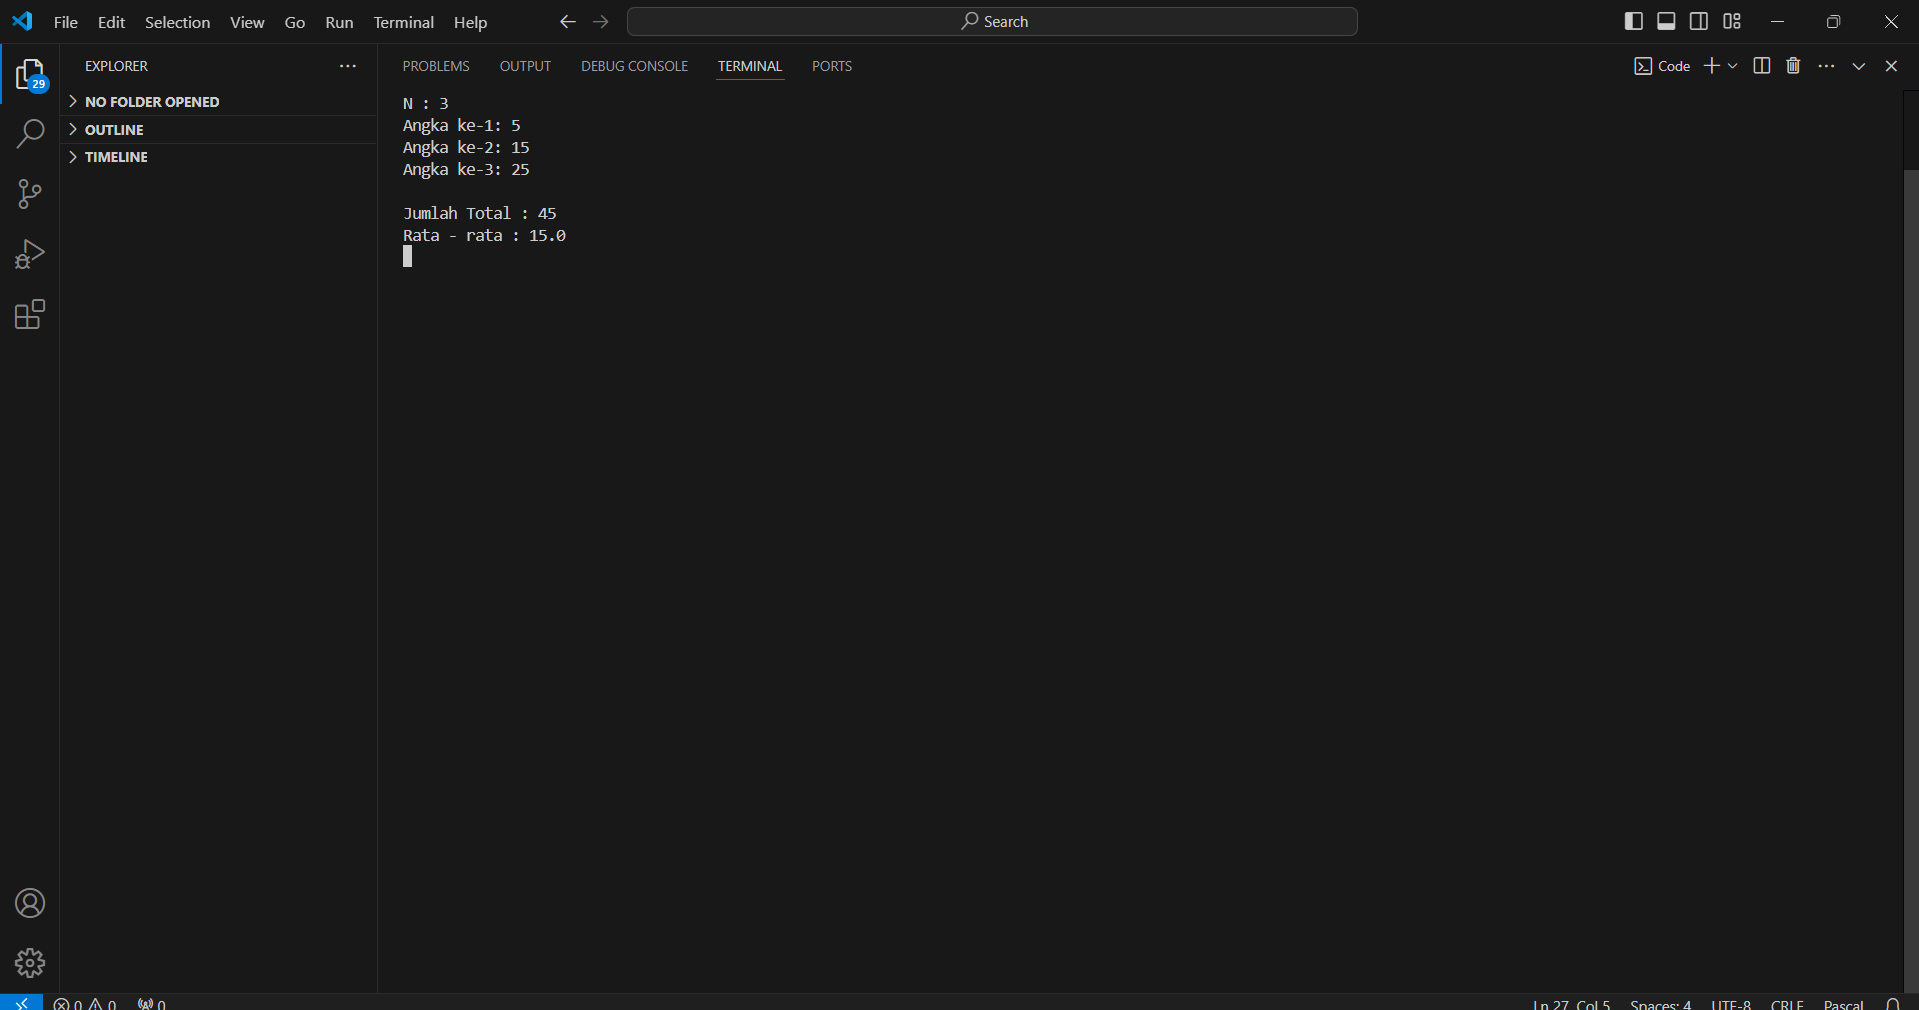 File Edit Selection View Go Run Terminal Help
Search
29
EXPLORER
NO FOLDER OPENED
OUTLINE
TIMELINE
PROBLEMS OUTPUT DEBUG CONSOLE TERMINAL PORTS
Code
N : 3
Angka ke-1: 5
Angka ke-2: 15
Angka ke-3: 25
Jumlah Total : 45
Rata - rata : 15.0
0 0 0
Ln 27, Col 5 Spaces: 4 UTF-8 CRLF Pascal